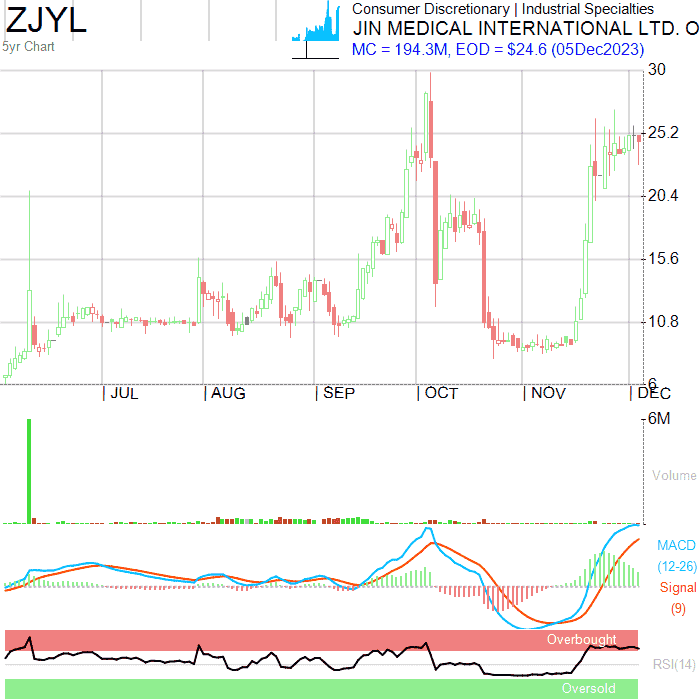 ZJYL
5yr Chart
Consumer Discretionary | Industrial Specialties
JIN MEDICAL INTERNATIONAL LTD. O
MC = 194.3M, EOD = $24.6 (05Dec2023)
30
25.2
20.4
15.6
10.8
6
| JUL | AUG | SEP | OCT | NOV | DEC
6M
Volume
MACD
(12-26)
Signal
(9)
Overbought
RSI(14)
Oversold